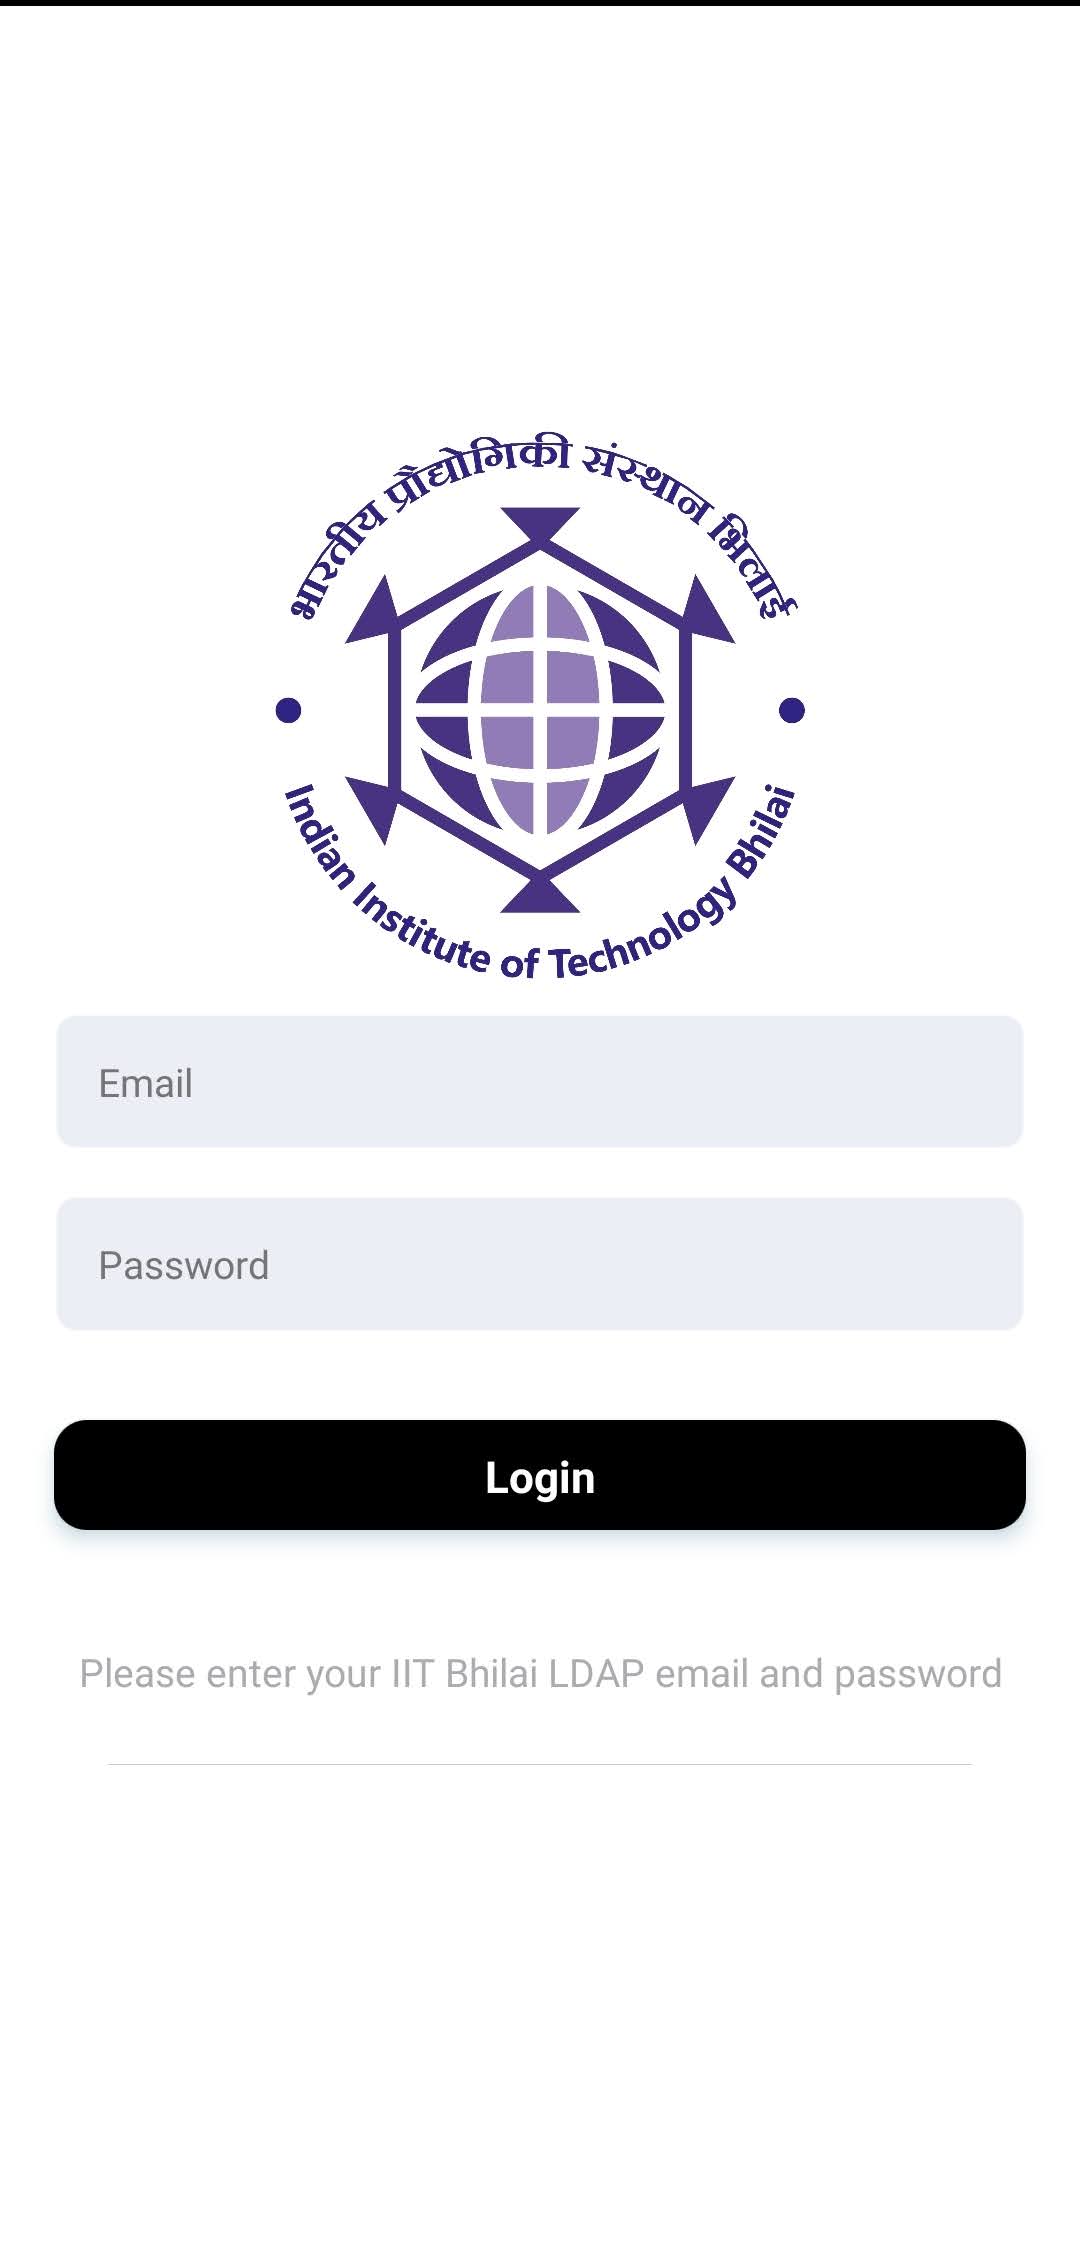 भारतीय प्रौद्योगिकी संस्थान भिलाई
Indian Institute of Technology Bhilai
Email
Password
Login
Please enter your IIT Bhilai LDAP email and password